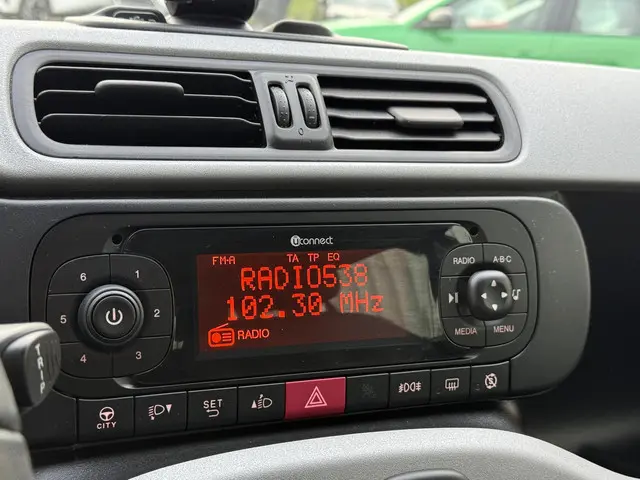 uconnect
FM-A TA TP EQ
RADIO538
102.30 MHz
RADIO
6 1
5 2
4 3
RADIO A·B·C
MEDIA MENU
TRIP
CITY
SET
0